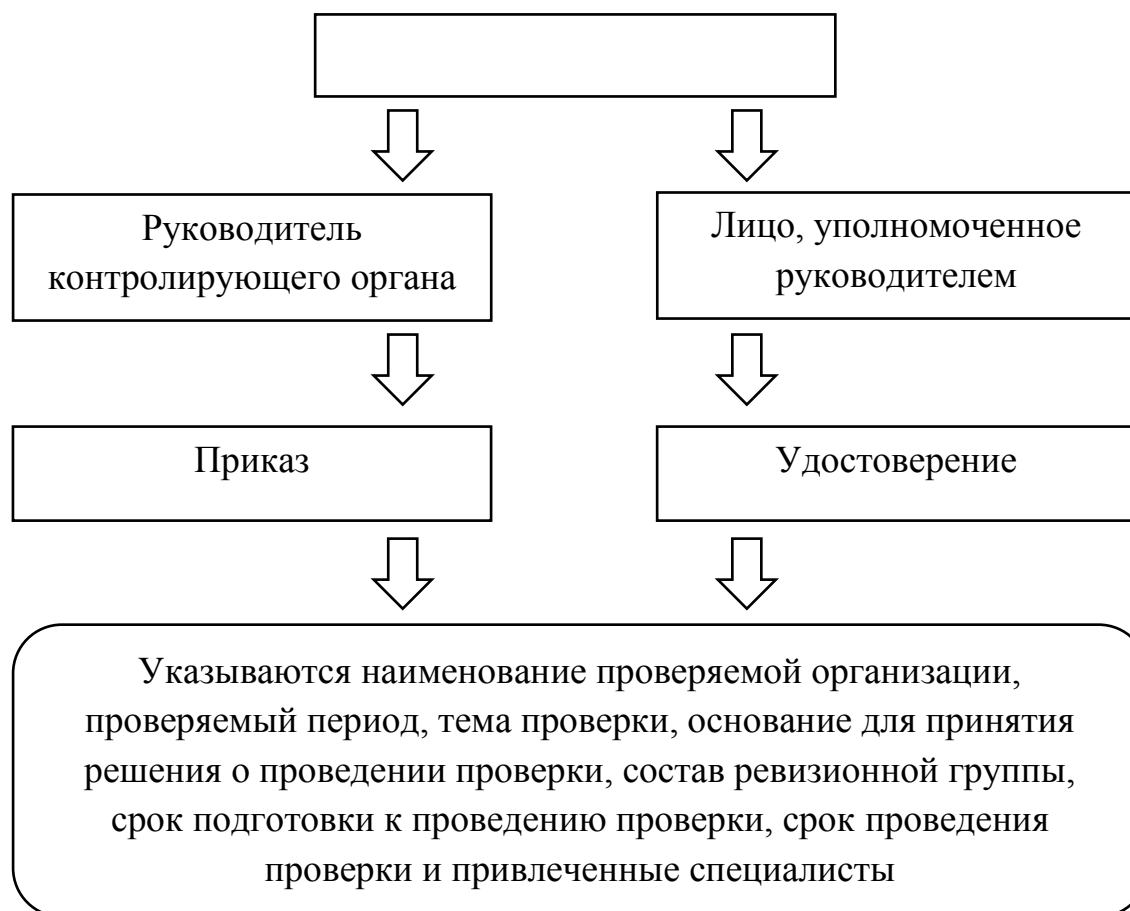 Руководитель
контролирующего органа
Лицо, уполномоченное
руководителем
Приказ
Удостоверение
Указываются наименование проверяемой организации,
проверяемый период, тема проверки, основание для принятия
решения о проведении проверки, состав ревизионной группы,
срок подготовки к проведению проверки, срок проведения
проверки и привлеченные специалисты